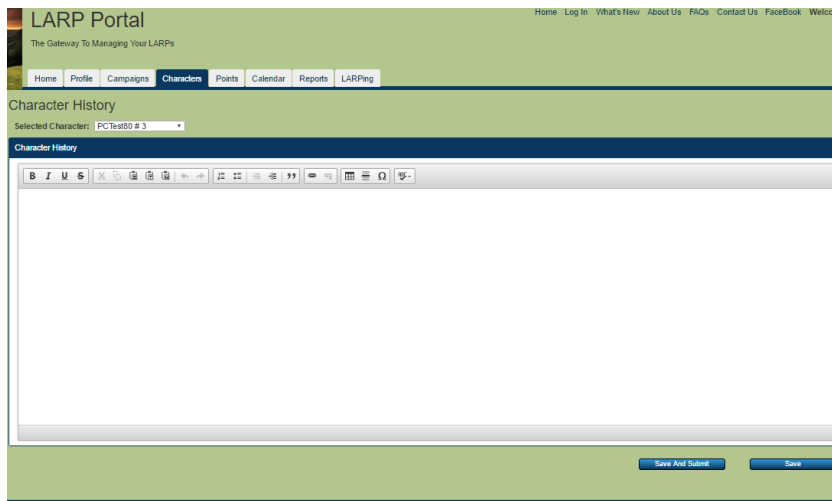 LARP Portal
Home Log In What's New About Us FAQs Contact Us FaceBook Welco
The Gateway To Managing Your LARPs
Home Profile Campaigns Characters Points Calendar Reports LARPing
Character History
Selected Character: PCTest80 # 3
Character History
B I U S Ω
Save And Submit Save